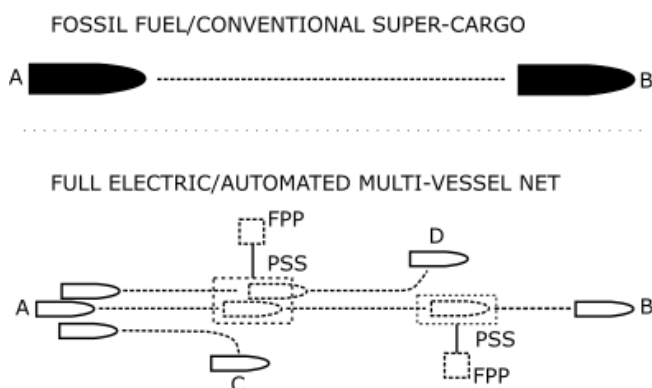 FOSSIL FUEL/CONVENTIONAL SUPER-CARGO
A
B
FULL ELECTRIC/AUTOMATED MULTI-VESSEL NET
FPP
D
PSS
A
B
PSS
C
FPP